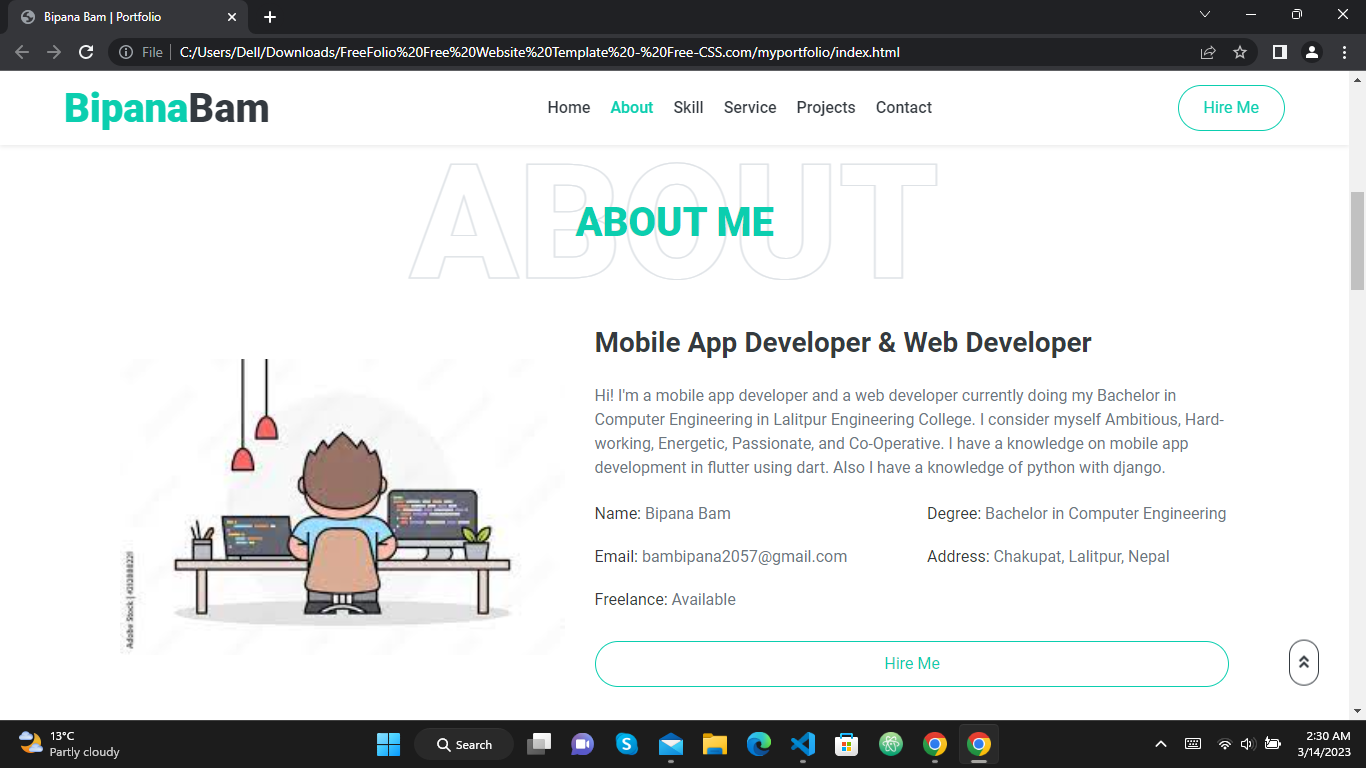 Bipana Bam | Portfolio
File | C:/Users/Dell/Downloads/FreeFolio%20Free%20Website%20Template%20-%20Free-CSS.com/myportfolio/index.html
BipanaBam
Home About Skill Service Projects Contact
Hire Me
ABOUT
ABOUT ME
Mobile App Developer & Web Developer
Hi! I'm a mobile app developer and a web developer currently doing my Bachelor in
Computer Engineering in Lalitpur Engineering College. I consider myself Ambitious, Hard-
working, Energetic, Passionate, and Co-Operative. I have a knowledge on mobile app
development in flutter using dart. Also I have a knowledge of python with django.
Name: Bipana Bam
Degree: Bachelor in Computer Engineering
Email: bambipana2057@gmail.com
Address: Chakupat, Lalitpur, Nepal
Freelance: Available
Hire Me
Adobe Stock |
13°C
Partly cloudy
Search
2:30 AM
3/14/2023